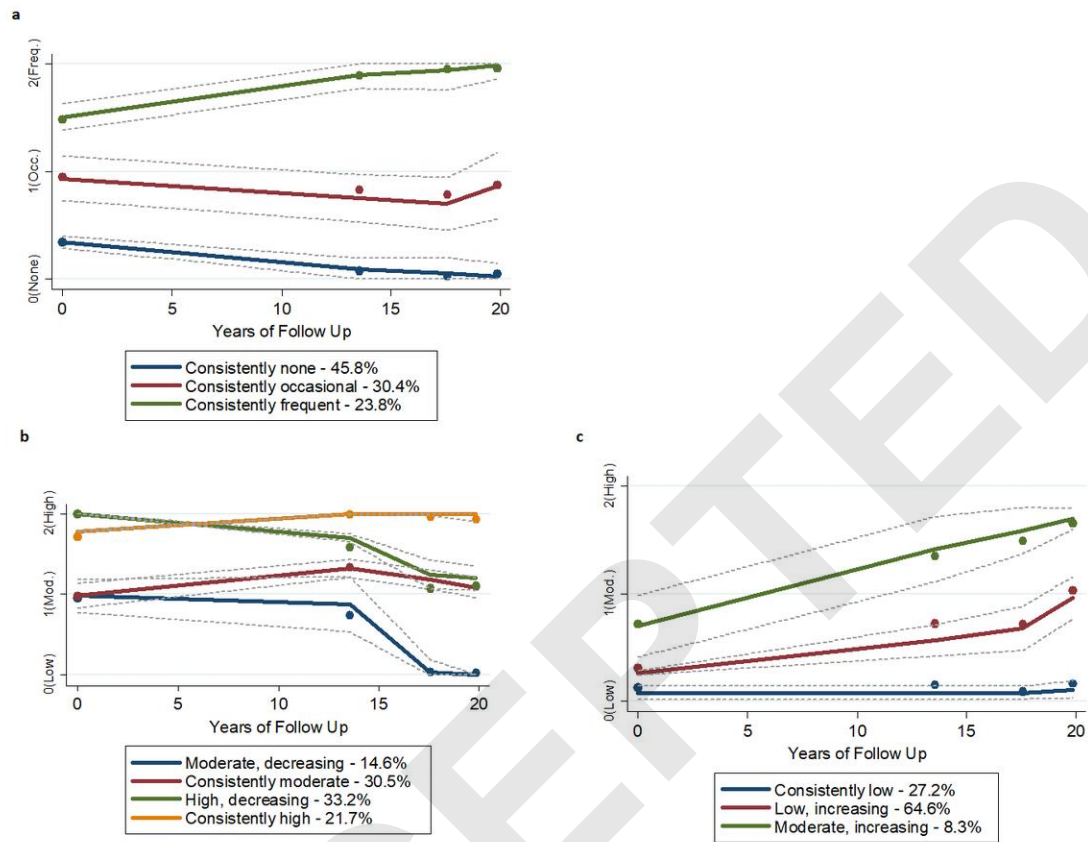 a
2(Freq.)
1(Occ.)
0(None)
0 5 10 15 20
Years of Follow Up
Consistently none - 45.8%
Consistently occasional - 30.4%
Consistently frequent - 23.8%
b
2(High)
1(Mod.)
0(Low)
0 5 10 15 20
Years of Follow Up
Moderate, decreasing - 14.6%
Consistently moderate - 30.5%
High, decreasing - 33.2%
Consistently high - 21.7%
c
2(High)
1(Mod.)
0(Low)
0 5 10 15 20
Years of Follow Up
Consistently low - 27.2%
Low, increasing - 64.6%
Moderate, increasing - 8.3%
CEPTED